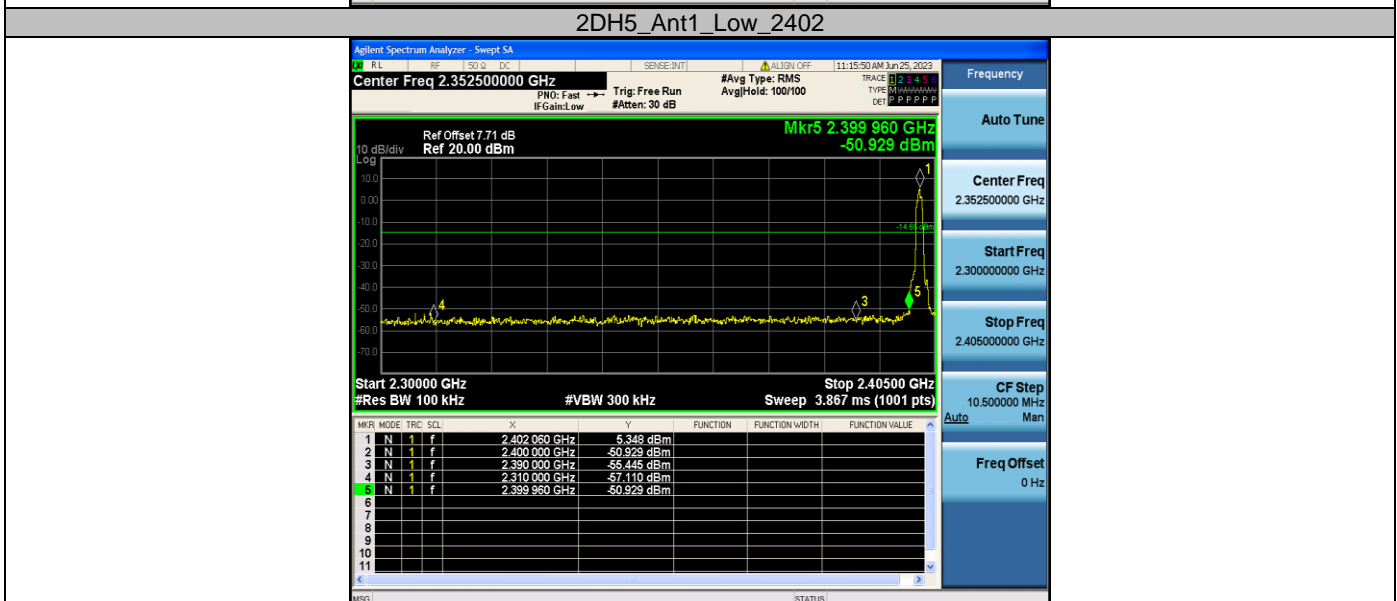 2DH5_Ant1_Low_2402
Agilent Spectrum Analyzer - Swept SA
RL RF 50 Ω DC SENSE:INT ALIGN OFF 11:15:50 AM Jun 25, 2023
Center Freq 2.352500000 GHz
PNO: Fast
IFGain:Low
Trig: Free Run
#Atten: 30 dB
#Avg Type: RMS
Avg|Hold: 100/100
TRACE 1 2 3 4 5 6
TYPE M
DET P P P P P P
Mkr5 2.399 960 GHz
-50.929 dBm
Ref Offset 7.71 dB
10 dB/div Ref 20.00 dBm
Log
10.0
0.00
-10.0
-20.0
-30.0
-40.0
-50.0
-60.0
-70.0
1
5
3
4
Start 2.30000 GHz Stop 2.40500 GHz
#Res BW 100 kHz #VBW 300 kHz Sweep 3.867 ms (1001 pts)
MKR MODE TRC SCL X Y FUNCTION FUNCTION WIDTH FUNCTION VALUE
1 N 1 f 2.402 060 GHz 5.348 dBm
2 N 1 f 2.400 000 GHz -50.929 dBm
3 N 1 f 2.390 000 GHz -55.445 dBm
4 N 1 f 2.310 000 GHz -57.110 dBm
5 N 1 f 2.399 960 GHz -50.929 dBm
6
7
8
9
10
11
MSG STATUS
Frequency
Auto Tune
Center Freq
2.352500000 GHz
Start Freq
2.300000000 GHz
Stop Freq
2.405000000 GHz
CF Step
10.500000 MHz
Auto Man
Freq Offset
0 Hz